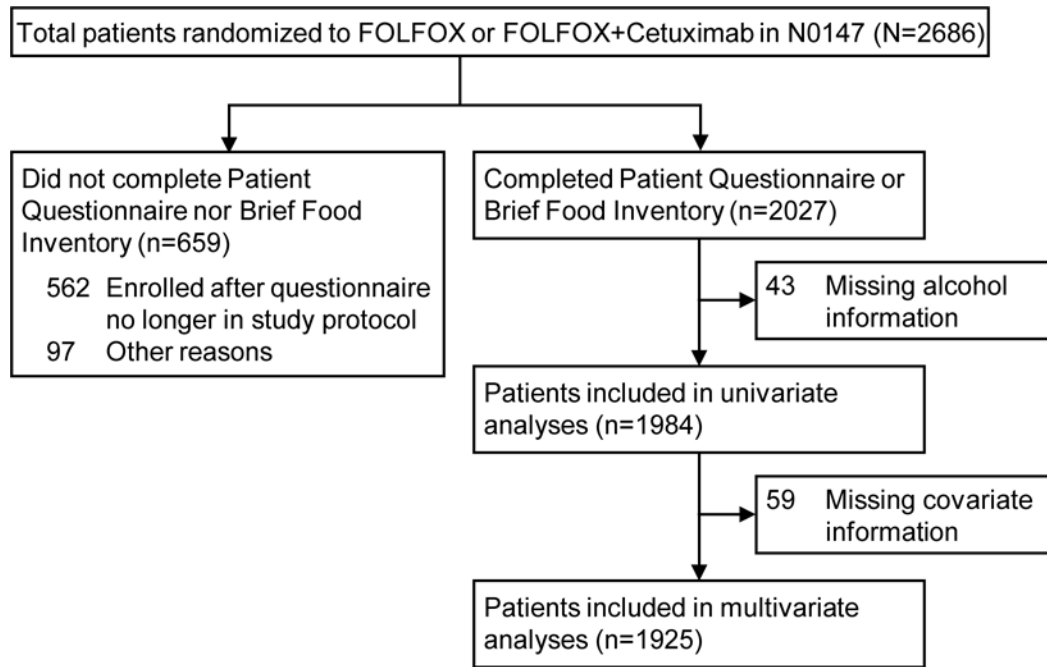 Total patients randomized to FOLFOX or FOLFOX+Cetuximab in N0147 (N=2686)
Did not complete Patient
Questionnaire nor Brief Food
Inventory (n=659)
562 Enrolled after questionnaire
no longer in study protocol
97 Other reasons
Completed Patient Questionnaire or
Brief Food Inventory (n=2027)
43 Missing alcohol
information
Patients included in univariate
analyses (n=1984)
59 Missing covariate
information
Patients included in multivariate
analyses (n=1925)